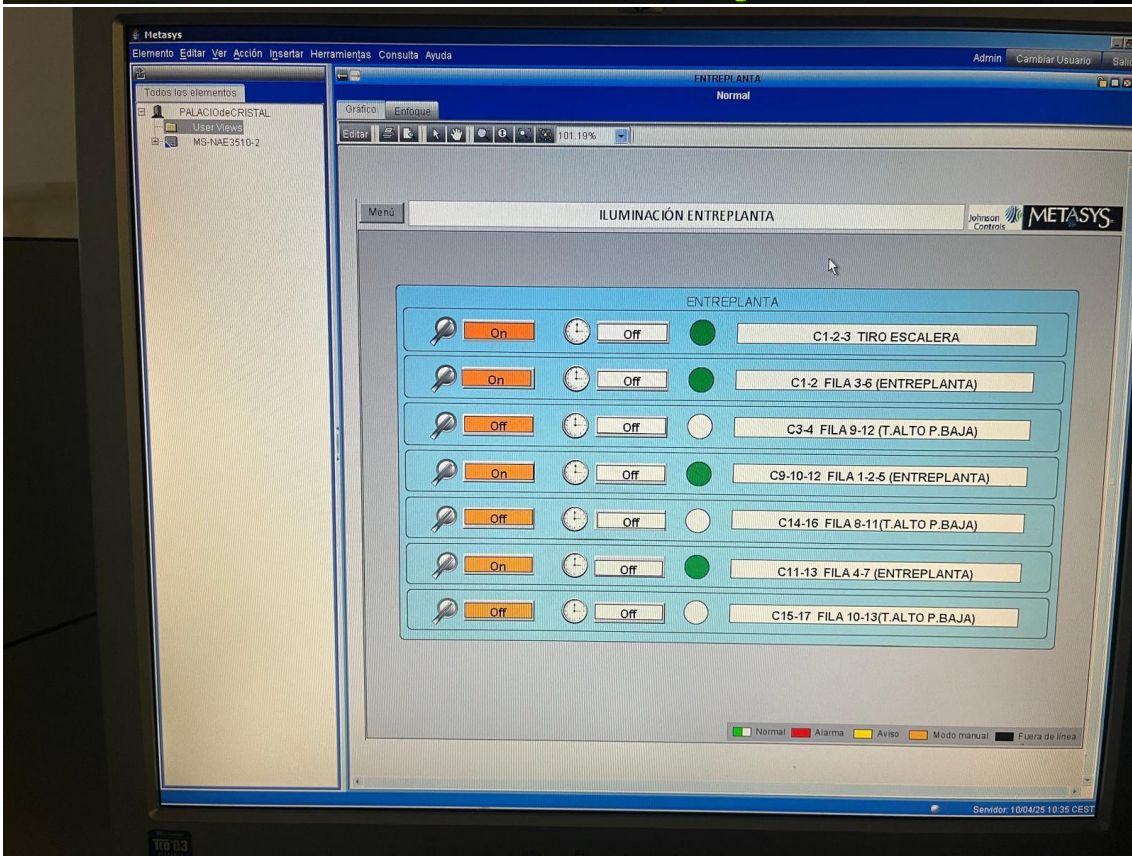 Metasys
Elemento Editar Ver Acción Insertar Herramientas Consulta Ayuda
Admin Cambiar Usuario
Todos los elementos
PALACIOdeCRISTAL
User Views
MS-NAE3510-2
ENTREPLANTA
Normal
Gráfico Enfoque
Editar 101.19%
Menú
ILUMINACIÓN ENTREPLANTA
Johnson Controls METASYS
ENTREPLANTA
On Off C1-2-3 TIRO ESCALERA
On Off C1-2 FILA 3-6 (ENTREPLANTA)
Off Off C3-4 FILA 9-12 (T.ALTO P.BAJA)
On Off C9-10-12 FILA 1-2-5 (ENTREPLANTA)
Off Off C14-16 FILA 8-11(T.ALTO P.BAJA)
On Off C11-13 FILA 4-7 (ENTREPLANTA)
Off Off C15-17 FILA 10-13(T.ALTO P.BAJA)
Normal Alarma Aviso Modo manual Fuera de línea
Servidor: 10/04/25 10:35 CEST
TCO 03